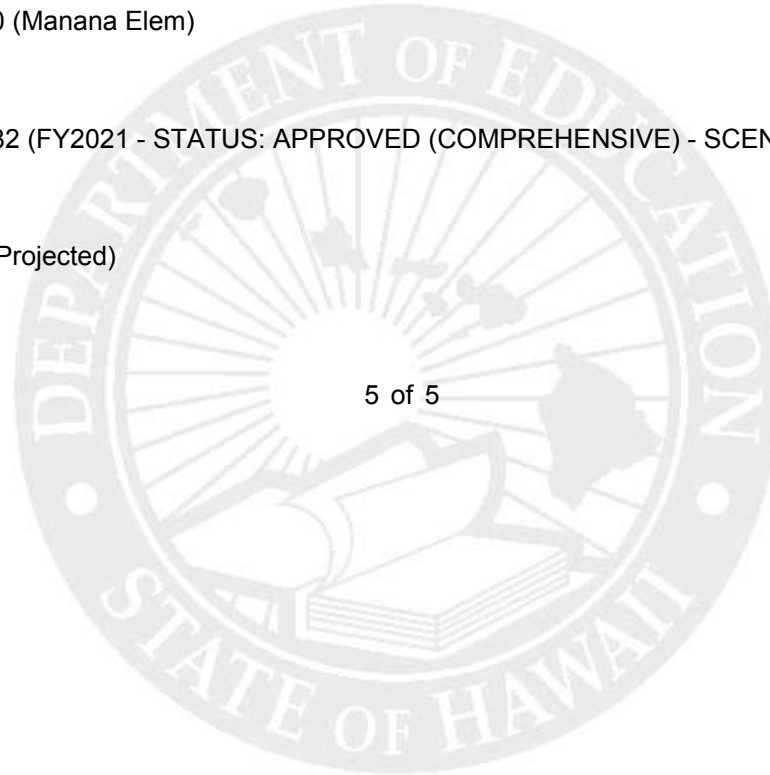 0 (Manana Elem)
32 (FY2021 - STATUS: APPROVED (COMPREHENSIVE) - SCEN
Projected)
5 of 5
DEPARTMENT OF EDUCATION
STATE OF HAWAII